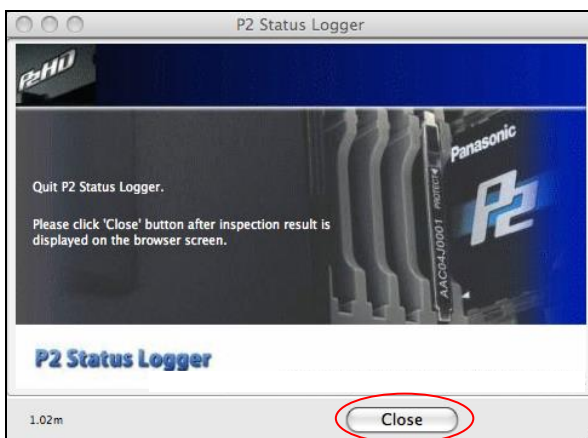 P2 Status Logger
P2HD
Panasonic
P2
PROTECT
AAC04J0001
Quit P2 Status Logger.
Please click 'Close' button after inspection result is
displayed on the browser screen.
P2 Status Logger
1.02m
Close